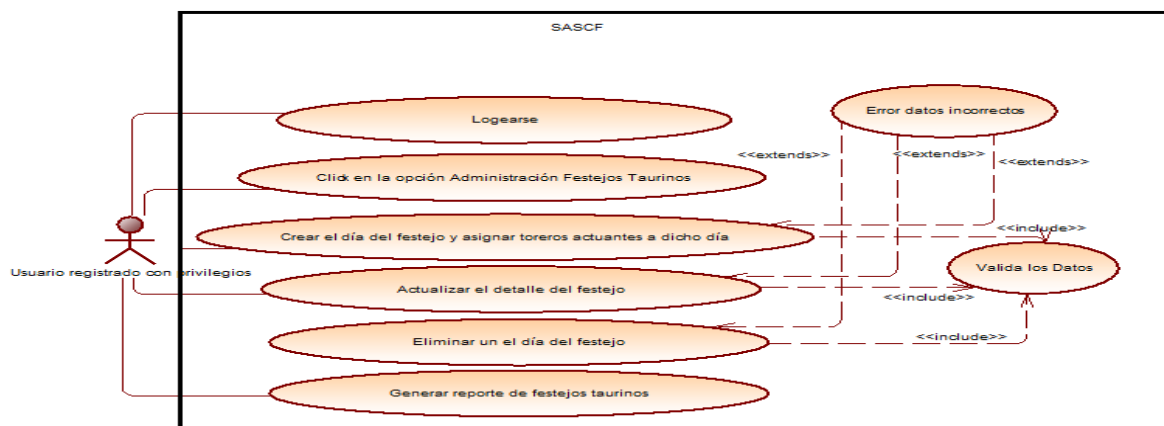 SASCF
Logearse
Error datos incorrectos
<<extends>>
<<extends>>
<<extends>>
Click en la opción Administración Festejos Taurinos
Crear el día del festejo y asignar toreros actuantes a dicho día
<<include>>
Usuario registrado con privilegios
Valida los Datos
Actualizar el detalle del festejo
<<include>>
Eliminar un el día del festejo
<<include>>
Generar reporte de festejos taurinos